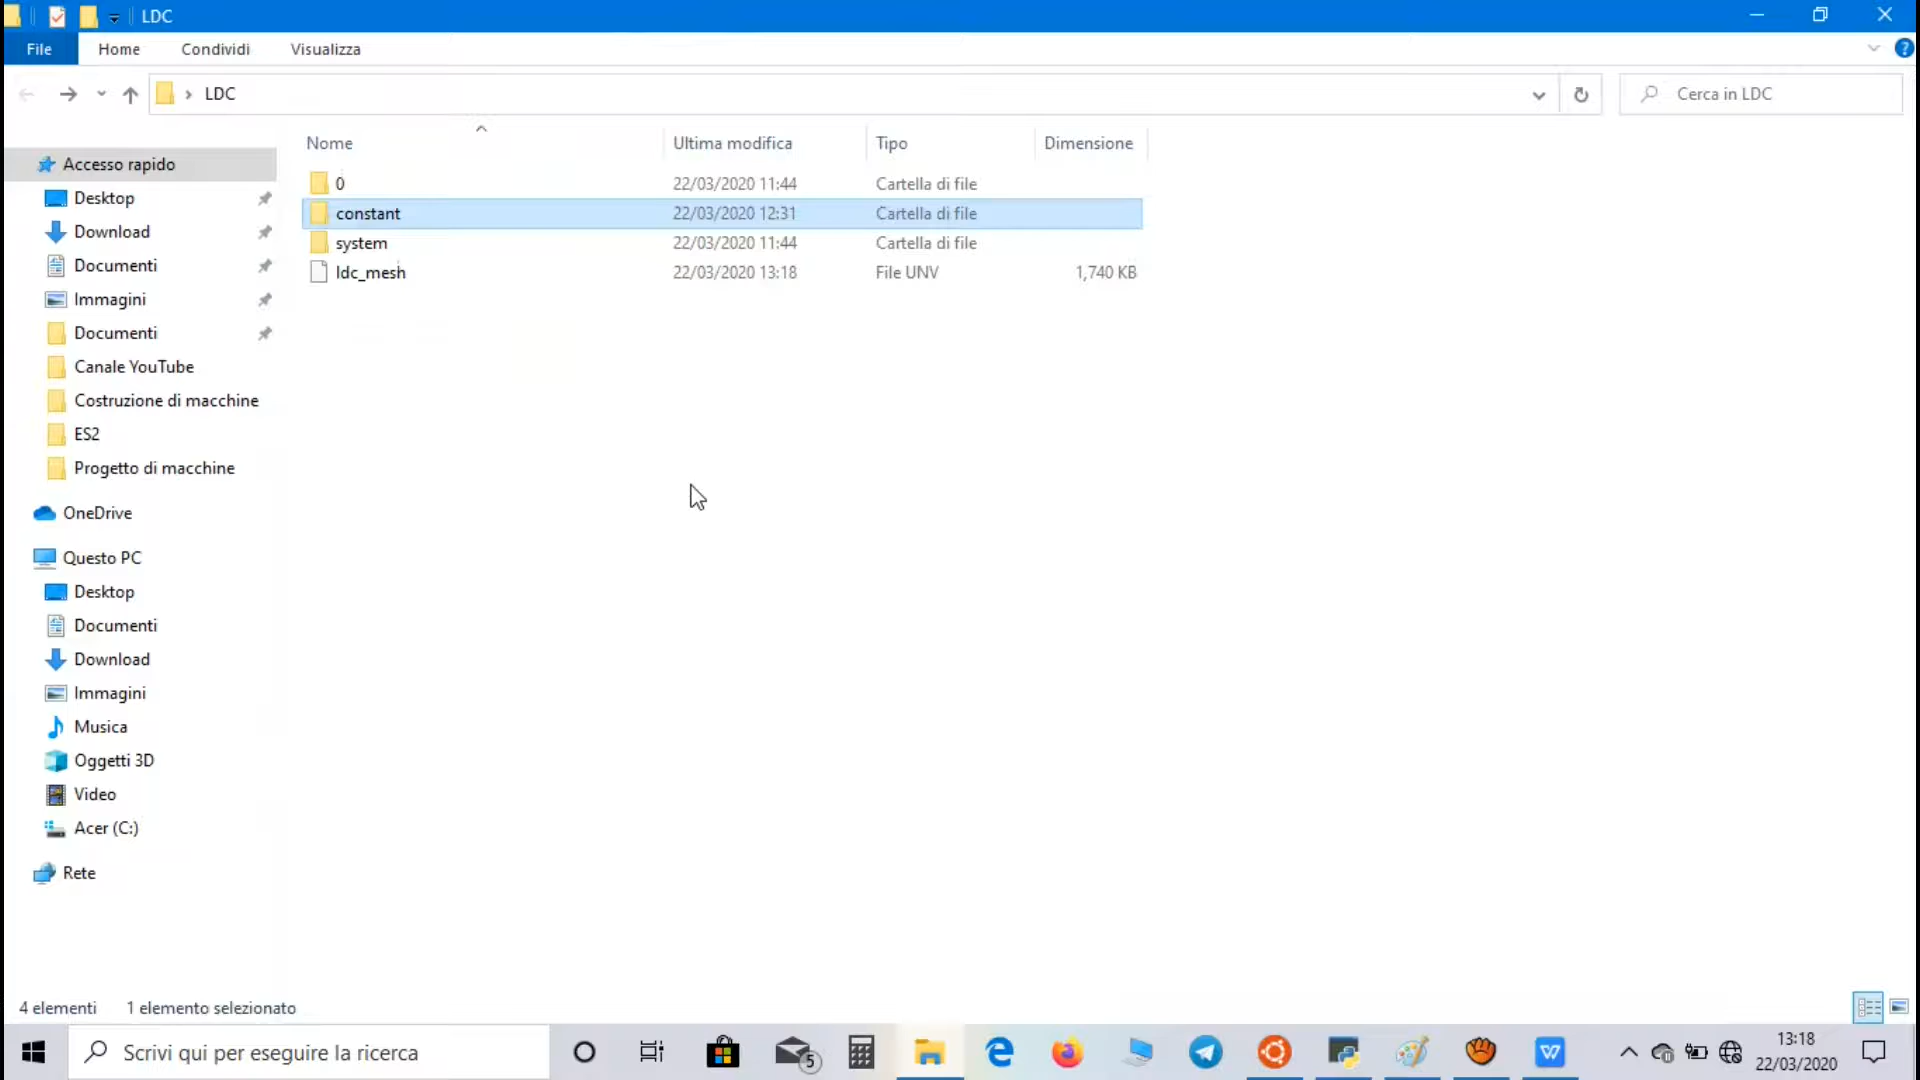 LDC
File Home Condividi Visualizza
LDC
Cerca in LDC
Nome Ultima modifica Tipo Dimensione
0 22/03/2020 11:44 Cartella di file
constant 22/03/2020 12:31 Cartella di file
system 22/03/2020 11:44 Cartella di file
ldc_mesh 22/03/2020 13:18 File UNV 1,740 KB
Accesso rapido
Desktop
Download
Documenti
Immagini
Documenti
Canale YouTube
Costruzione di macchine
ES2
Progetto di macchine
OneDrive
Questo PC
Desktop
Documenti
Download
Immagini
Musica
Oggetti 3D
Video
Acer (C:)
Rete
4 elementi 1 elemento selezionato
Scrivi qui per eseguire la ricerca
5
13:18
22/03/2020